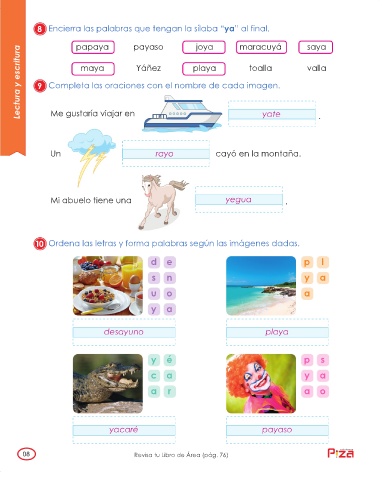 Lectura y escritura
8 Encierra las palabras que tengan la sílaba "ya" al final.
papaya payaso joya maracuyá saya
maya Yáñez playa toalla valla
9 Completa las oraciones con el nombre de cada imagen.
Me gustaría viajar en yate .
Un rayo cayó en la montaña.
Mi abuelo tiene una yegua .
10 Ordena las letras y forma palabras según las imágenes dadas.
d e p l
s n y a
u o a
y a
desayuno playa
y é p s
c a y a
a r a o
yacaré payaso
08 Revisa tu Libro de Área (pág. 76) Pizá